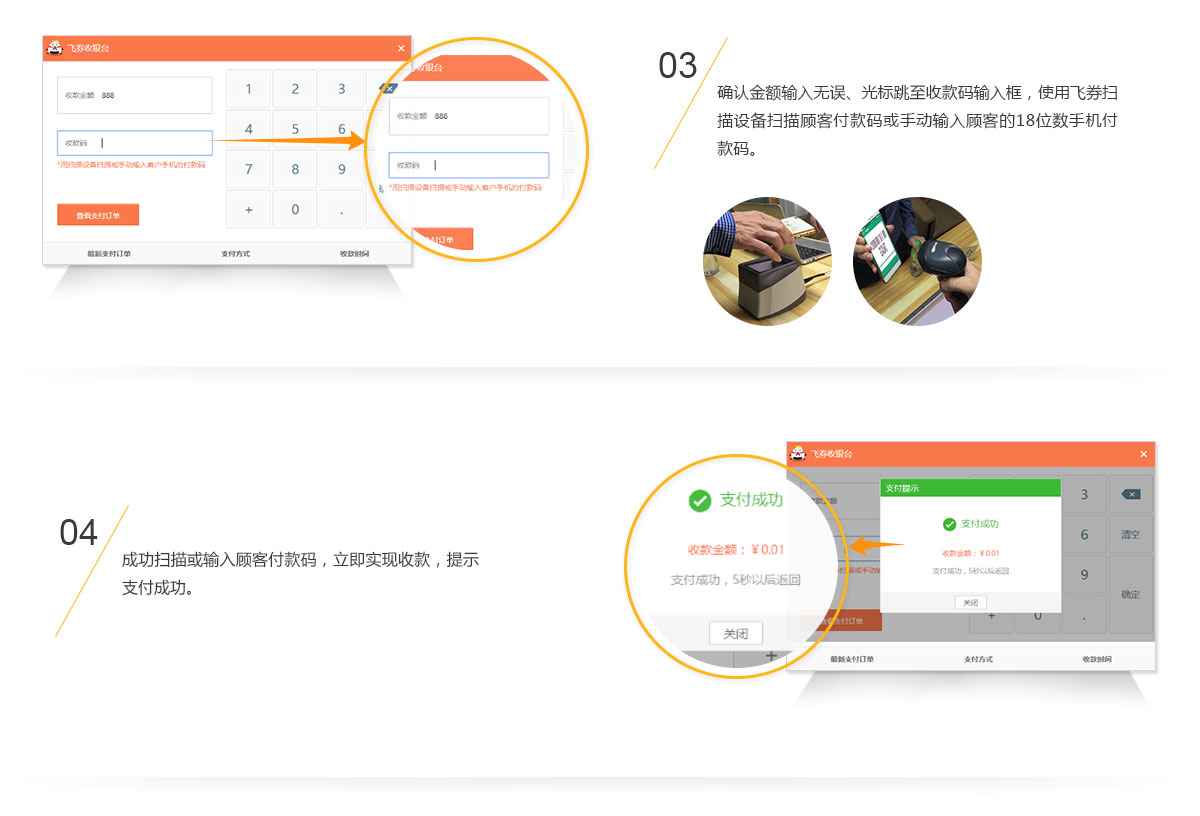 飞券收银台
×
收款金额 888
收款码
*用扫描设备扫描或手动输入客户手机的付款码
查看支付订单
1 2 3
4 5 6
7 8 9
+ 0 .
最新支付订单 支付方式 收款时间
收银台
收款金额 888
收款码
*用扫描设备扫描或手动输入客户手机的付款码
付订单
03
确认金额输入无误、光标跳至收款码输入框，使用飞券扫
描设备扫描顾客付款码或手动输入顾客的18位数手机付
款码。
04
成功扫描或输入顾客付款码，立即实现收款，提示
支付成功。
支付成功
收款金额：￥0.01
支付成功，5秒以后返回
关闭
+
飞券收银台
×
支付提示
支付成功
收款金额：￥0.01
支付成功，5秒以后返回
关闭
3
6 清空
9
确定
+ 0 .
查看支付订单
最新支付订单 支付方式 收款时间